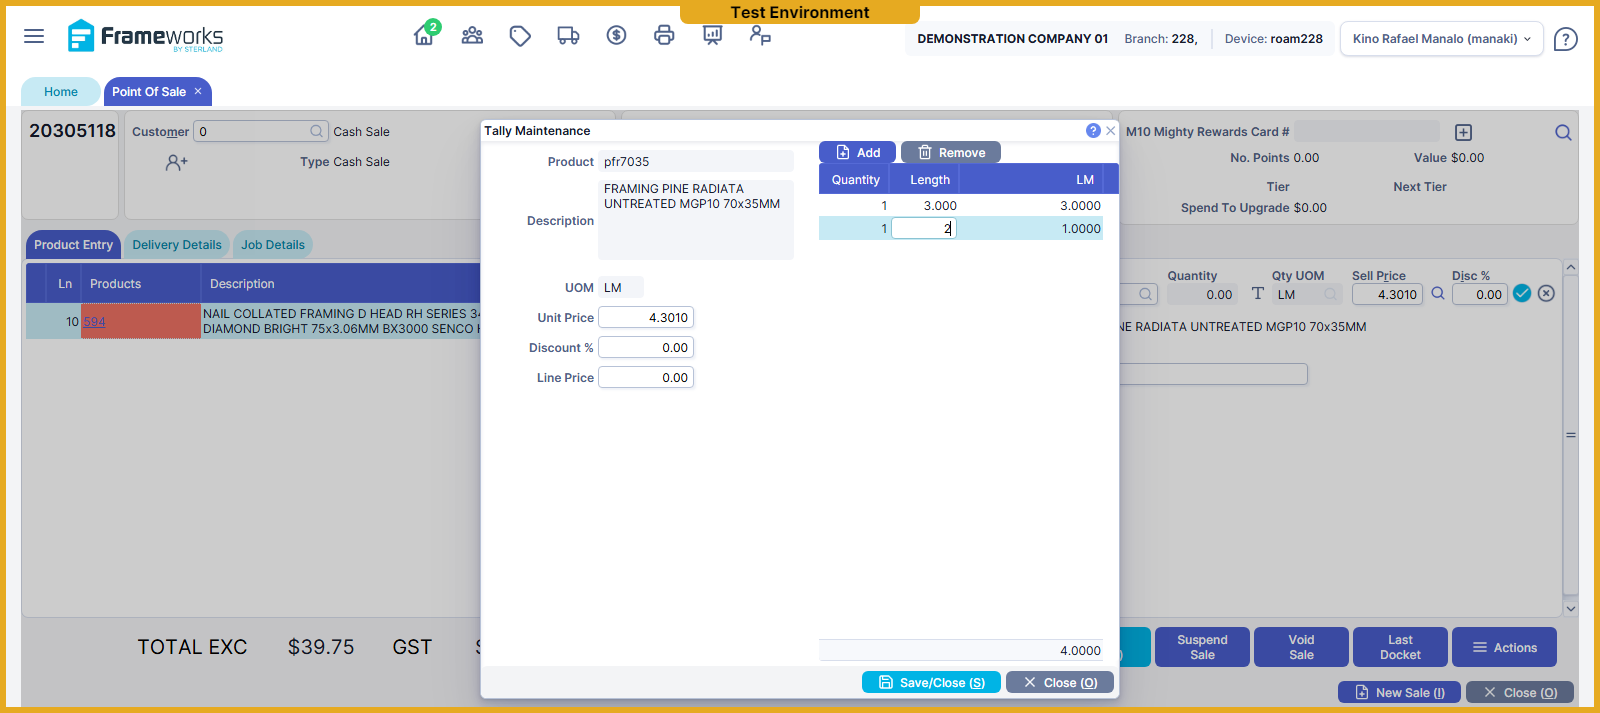 Test Environment
Frameworks
BY STERLAND
2
DEMONSTRATION COMPANY 01
Branch: 228,
Device: roam228
Kino Rafael Manalo (manaki)
?
Home
Point Of Sale ×
20305118
Customer 0
Cash Sale
Type Cash Sale
M10 Mighty Rewards Card #
No. Points 0.00
Value $0.00
Tier
Next Tier
Spend To Upgrade $0.00
Product Entry
Delivery Details
Job Details
Ln
Products
Description
10
594
NAIL COLLATED FRAMING D HEAD RH SERIES 34
DIAMOND BRIGHT 75x3.06MM BX3000 SENCO
Quantity
Qty UOM
Sell Price
Disc %
0.00
T
LM
4.3010
0.00
NE RADIATA UNTREATED MGP10 70x35MM
Tally Maintenance
?
Product pfr7035
Description
FRAMING PINE RADIATA
UNTREATED MGP10 70x35MM
UOM LM
Unit Price 4.3010
Discount % 0.00
Line Price 0.00
Add
Remove
Quantity
Length
LM
1
3.000
3.0000
1
2
1.0000
4.0000
Save/Close (S)
Close (O)
TOTAL EXC
$39.75
GST
)
Suspend
Sale
Void
Sale
Last
Docket
Actions
New Sale (I)
Close (O)